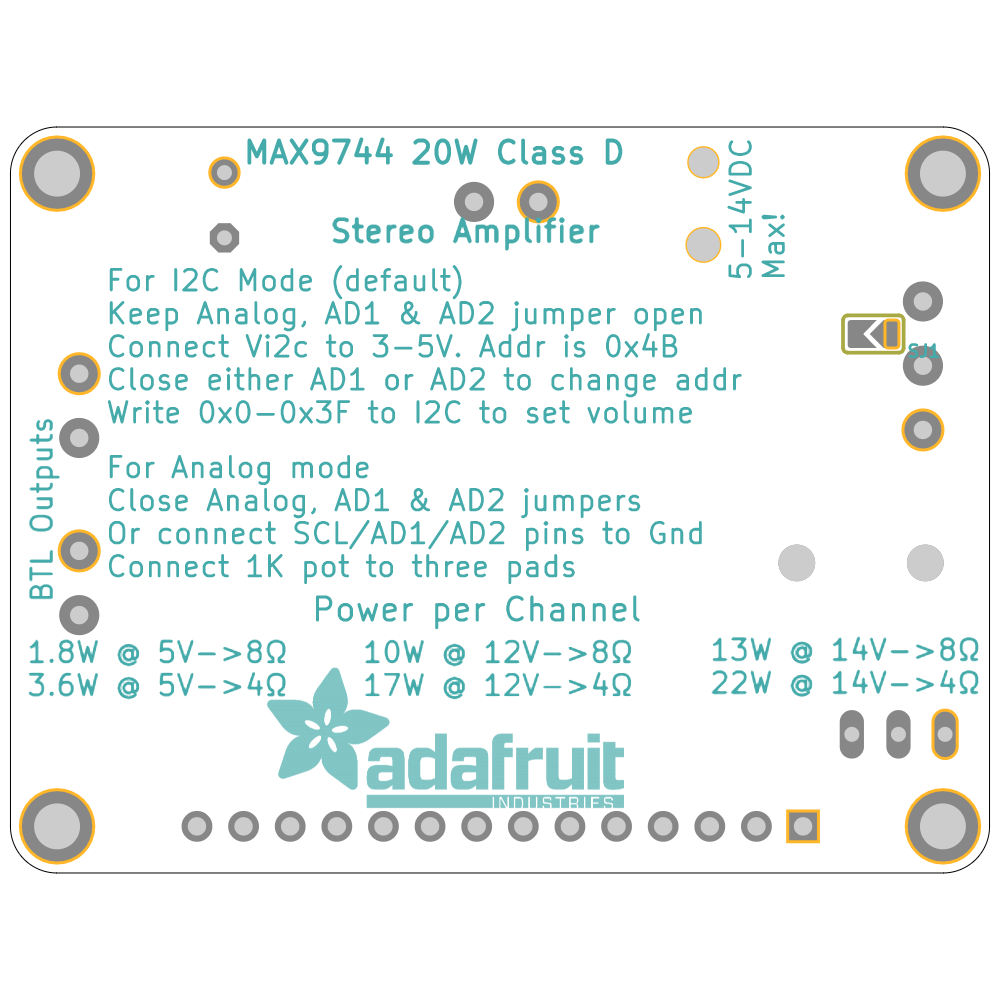 MAX9744 20W Class D
Stereo Amplifier
5-14VDC
Max!
For I2C Mode (default)
Keep Analog, AD1 & AD2 jumper open
Connect Vi2c to 3-5V. Addr is 0x4B
Close either AD1 or AD2 to change addr
Write 0x0-0x3F to I2C to set volume
SJ1
BTL Outputs
For Analog mode
Close Analog, AD1 & AD2 jumpers
Or connect SCL/AD1/AD2 pins to Gnd
Connect 1K pot to three pads
Power per Channel
1.8W @ 5V->8Ω
3.6W @ 5V->4Ω
10W @ 12V->8Ω
17W @ 12V->4Ω
13W @ 14V->8Ω
22W @ 14V->4Ω
adafruit
INDUSTRIES